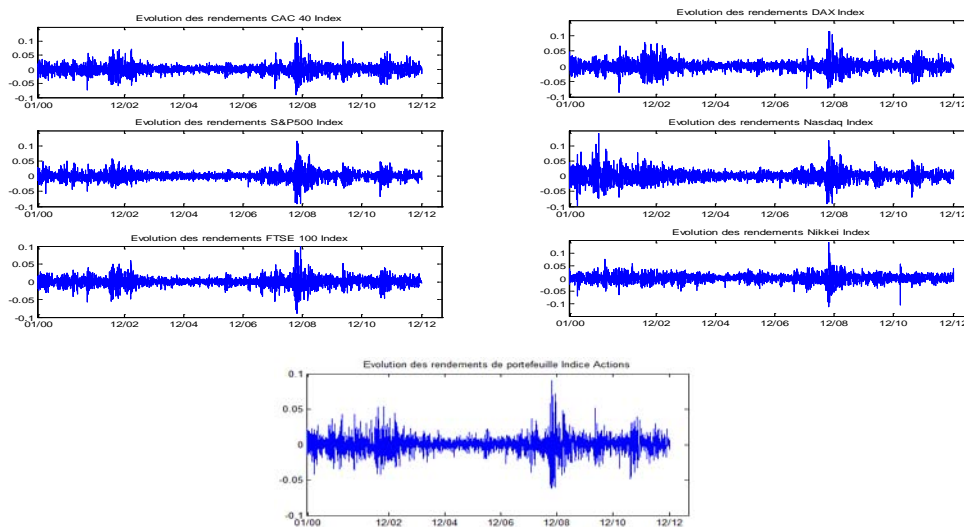 Evolution des rendements CAC 40 Index
0.1
0.05
0
-0.05
-0.1
01/00 12/02 12/04 12/06 12/08 12/10 12/12
Evolution des rendements DAX Index
0.1
0.05
0
-0.05
-0.1
01/00 12/02 12/04 12/06 12/08 12/10 12/12
Evolution des rendements S&P500 Index
0.1
0.05
0
-0.05
-0.1
01/00 12/02 12/04 12/06 12/08 12/10 12/12
Evolution des rendements Nasdaq Index
0.1
0.05
0
-0.05
-0.1
01/00 12/02 12/04 12/06 12/08 12/10 12/12
Evolution des rendements FTSE 100 Index
0.1
0.05
0
-0.05
-0.1
01/00 12/02 12/04 12/06 12/08 12/10 12/12
Evolution des rendements Nikkei Index
0.1
0.05
0
-0.05
-0.1
01/00 12/02 12/04 12/06 12/08 12/10 12/12
Evolution des rendements de portefeuille Indice Actions
0.1
0.05
0
-0.05
-0.1
01/00 12/02 12/04 12/06 12/08 12/10 12/12